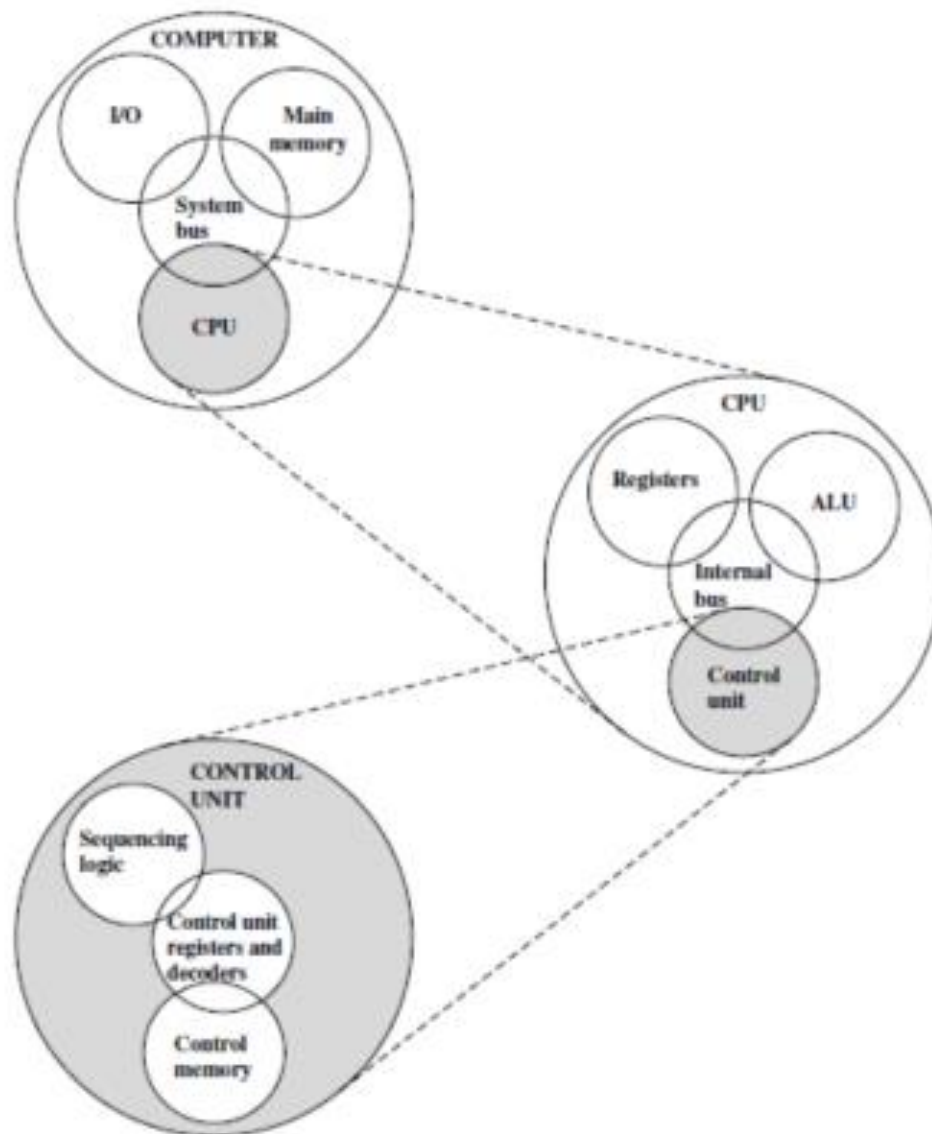 COMPUTER
I/O
Main
memory
System
bus
CPU
CPU
Registers
ALU
Internal
bus
Control
unit
CONTROL
UNIT
Sequencing
logic
Control unit
registers and
decoders
Control
memory